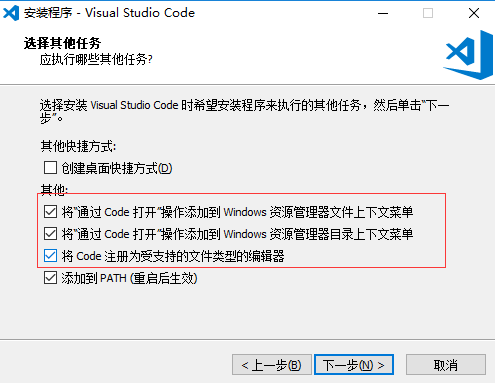 安装程序 - Visual Studio Code
选择其他任务
应执行哪些其他任务?
选择安装 Visual Studio Code 时希望安装程序来执行的其他任务，然后单击“下一
步”。
其他快捷方式:
创建桌面快捷方式(D)
其他:
将“通过 Code 打开”操作添加到 Windows 资源管理器文件上下文菜单
将“通过 Code 打开”操作添加到 Windows 资源管理器目录上下文菜单
将 Code 注册为受支持的文件类型的编辑器
添加到 PATH (重启后生效)
< 上一步(B)
下一步(N) >
取消